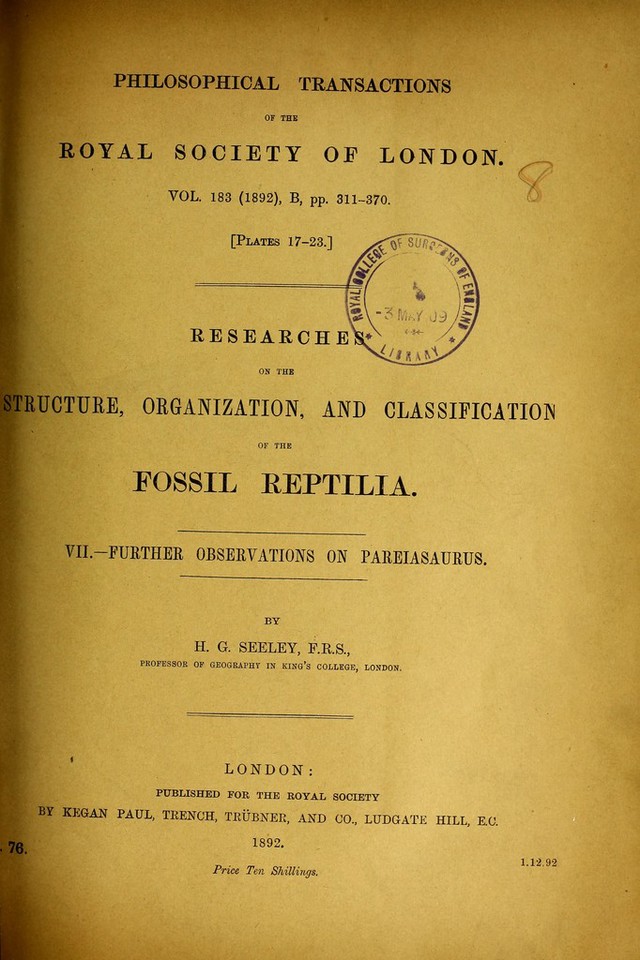 PHILOSOPHICAL TRANSACTIONS
OF THE
ROYAL SOCIETY OF LONDON.
8
VOL. 183 (1892), B, pp. 311–370.
[PLATES 17–23.]
ROYAL COLLEGE OF SURGEONS OF ENGLAND
-3 MAY 09
* LIBRARY *
RESEARCHES
ON THE
STRUCTURE, ORGANIZATION, AND CLASSIFICATION
OF THE
FOSSIL REPTILIA.
VII.—FURTHER OBSERVATIONS ON PAREIASAURUS.
BY
H. G. SEELEY, F.R.S.,
PROFESSOR OF GEOGRAPHY IN KING'S COLLEGE, LONDON.
LONDON:
PUBLISHED FOR THE ROYAL SOCIETY
BY KEGAN PAUL, TRENCH, TRÜBNER, AND CO., LUDGATE HILL, E.C.
1892.
. 76.
Price Ten Shillings.
1.12.92